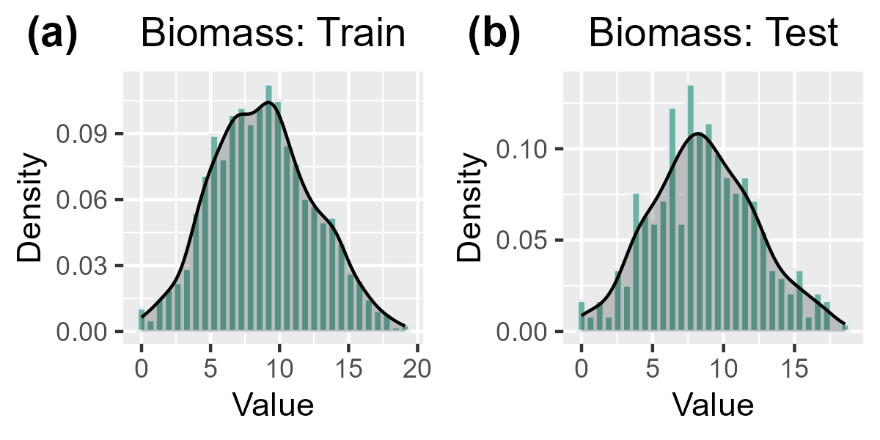 (a) Biomass: Train
Density
0.09
0.06
0.03
0.00
0 5 10 15 20
Value
(b) Biomass: Test
Density
0.10
0.05
0.00
0 5 10 15
Value